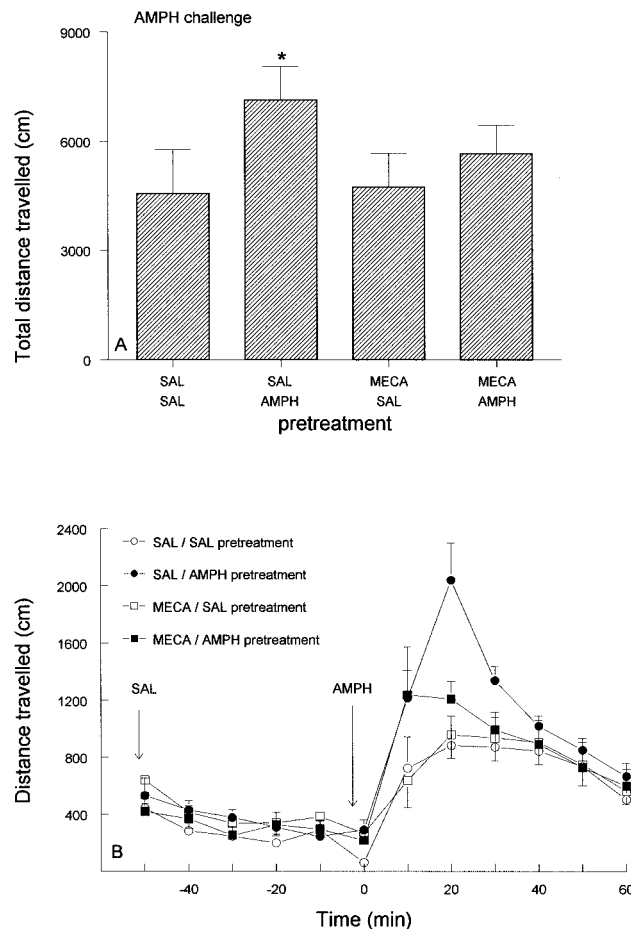 AMPH challenge
Total distance travelled (cm)
9000
6000
3000
0
*
A
SAL SAL MECA MECA
SAL AMPH SAL AMPH
pretreatment
Distance travelled (cm)
2400
2000
1600
1200
800
400
SAL / SAL pretreatment
SAL / AMPH pretreatment
MECA / SAL pretreatment
MECA / AMPH pretreatment
SAL
AMPH
B
-40 -20 0 20 40 60
Time (min)